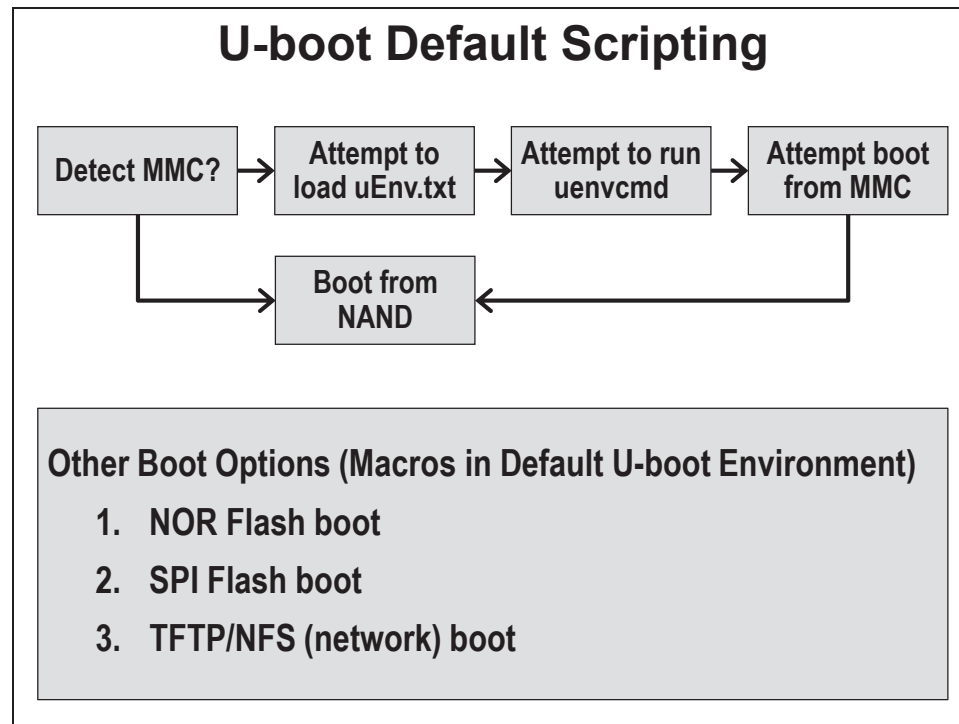 U-boot Default Scripting
Detect MMC?
Attempt to
load uEnv.txt
Attempt to run
uenvcmd
Attempt boot
from MMC
Boot from
NAND
Other Boot Options (Macros in Default U-boot Environment)
1. NOR Flash boot
2. SPI Flash boot
3. TFTP/NFS (network) boot